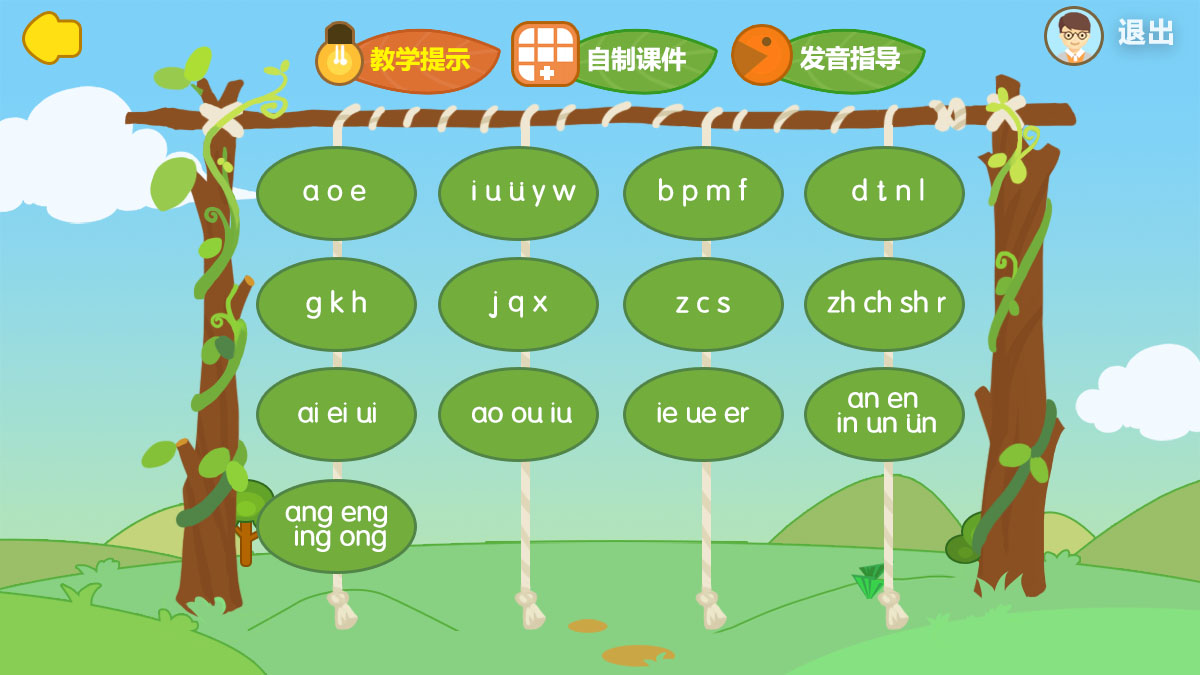 教学提示
自制课件
发音指导
退出
a o e
i u ü y w
b p m f
d t n l
g k h
j q x
z c s
zh ch sh r
ai ei ui
ao ou iu
ie ue er
an en
in un ün
ang eng
ing ong